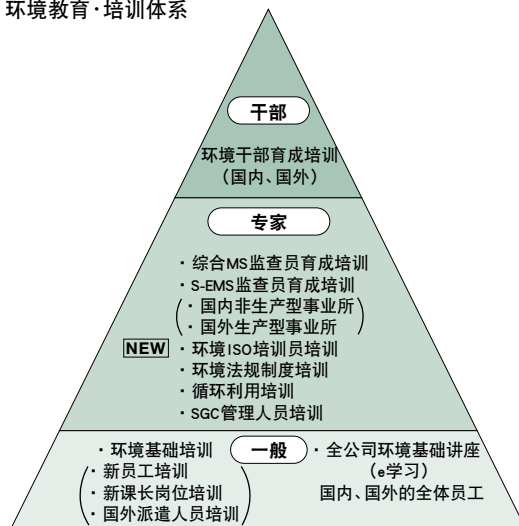 环境教育·培训体系
干部
环境干部育成培训
（国内、国外）
专家
· 综合MS监查员育成培训
· S-EMS监查员育成培训
（· 国内非生产型事业所
· 国外生产型事业所）
NEW · 环境ISO培训员培训
· 环境法规制度培训
· 循环利用培训
· SGC管理人员培训
一般
· 环境基础培训
（· 新员工培训
· 新课长岗位培训
· 国外派遣人员培训）
· 全公司环境基础讲座
（e学习）
国内、国外的全体员工